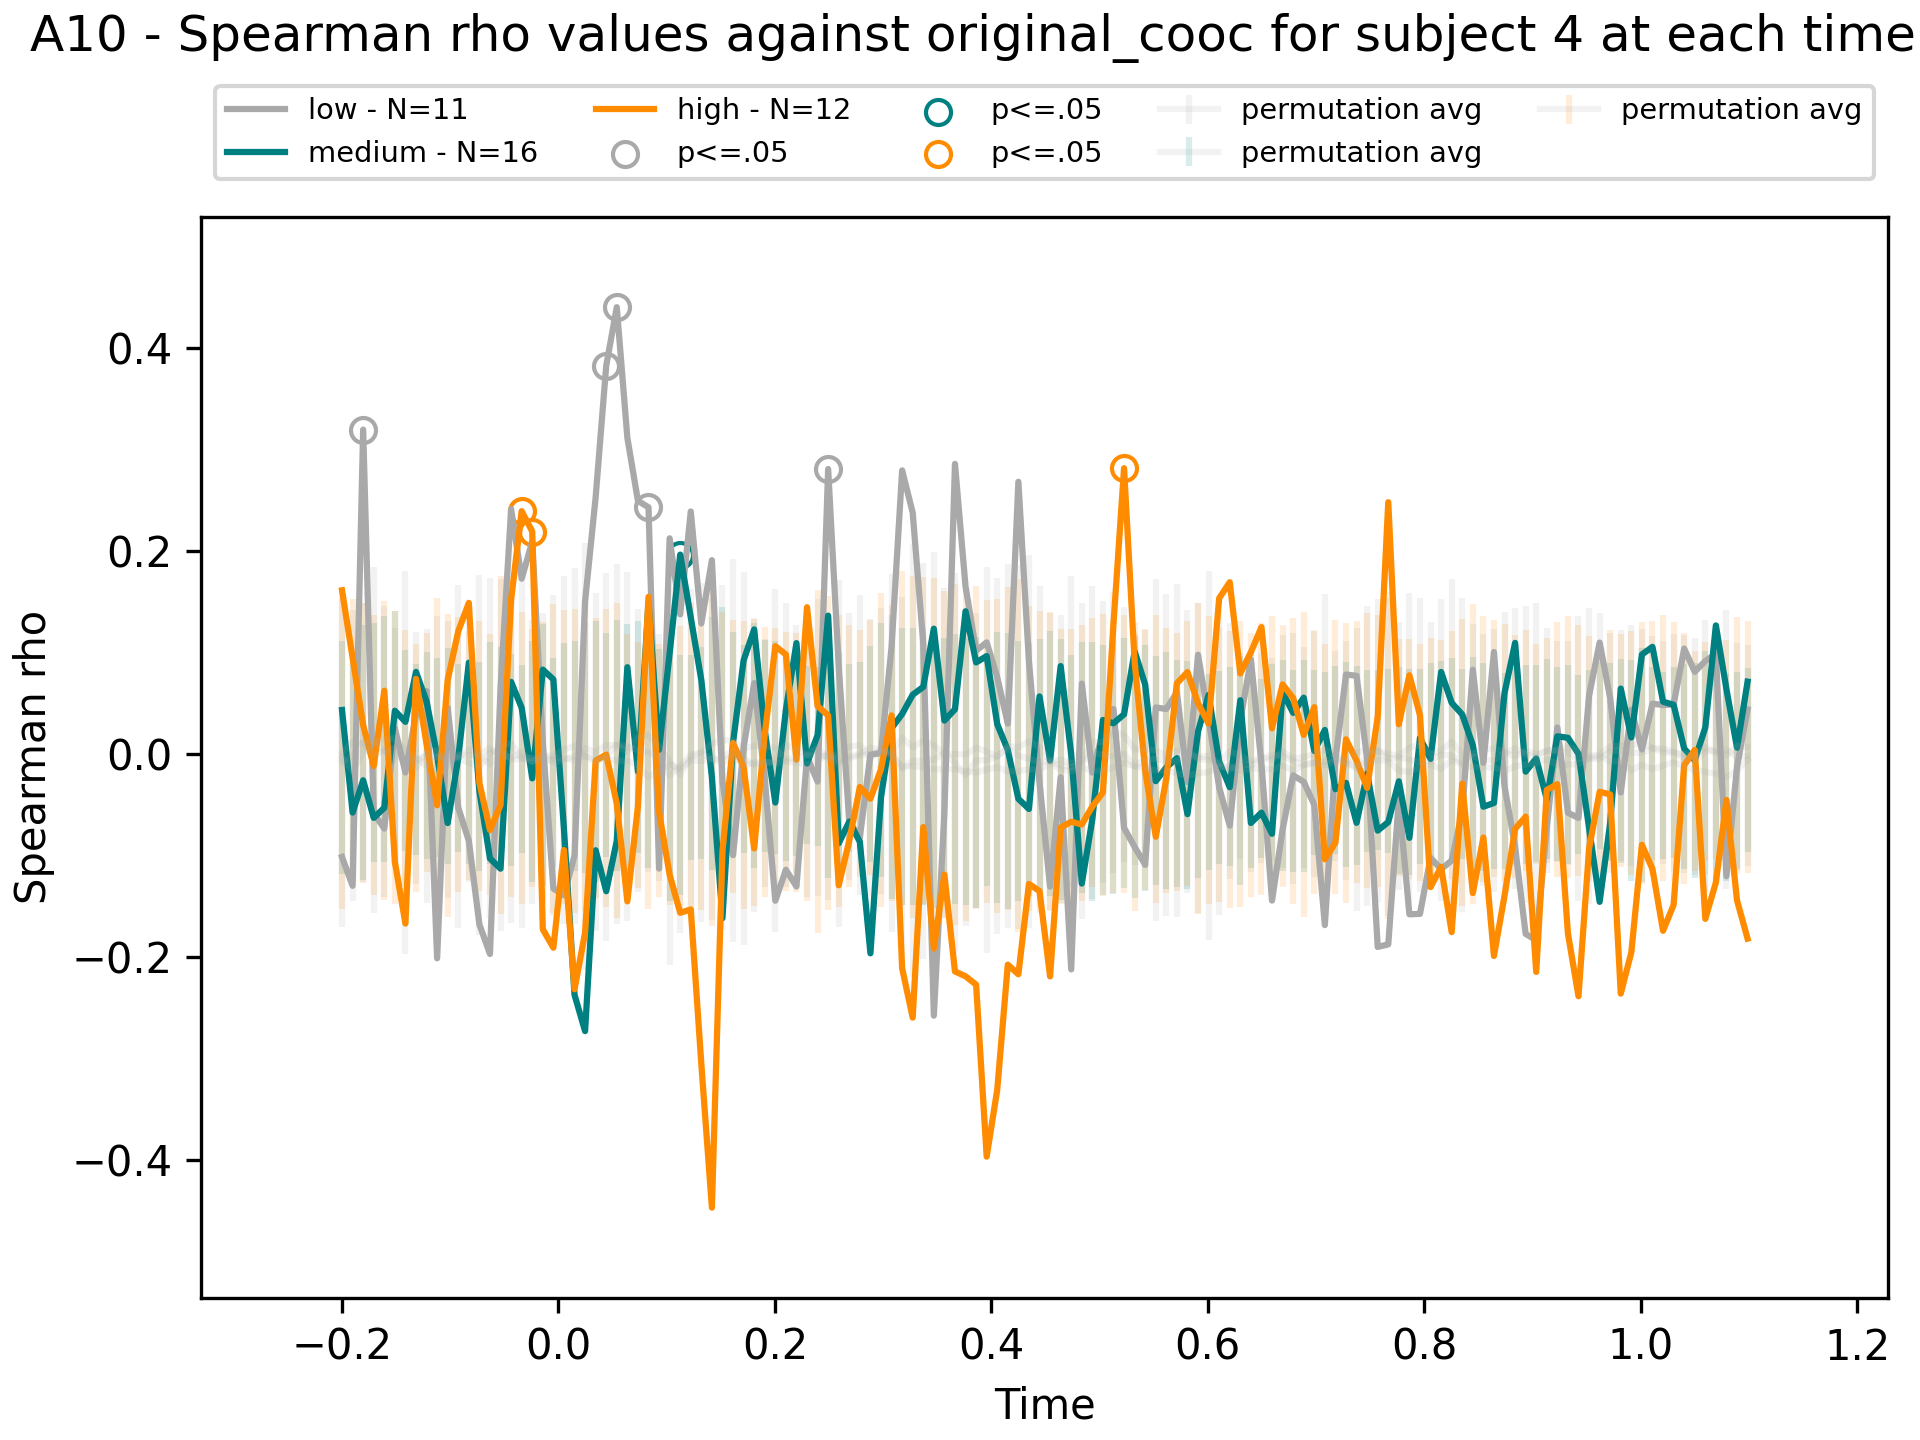 A10 - Spearman rho values against original_cooc for subject 4 at each time
low - N=11
medium - N=16
high - N=12
p<=.05
p<=.05
p<=.05
permutation avg
permutation avg
permutation avg
Spearman rho
0.4
0.2
0.0
−0.2
−0.4
−0.2
0.0
0.2
0.4
0.6
0.8
1.0
1.2
Time